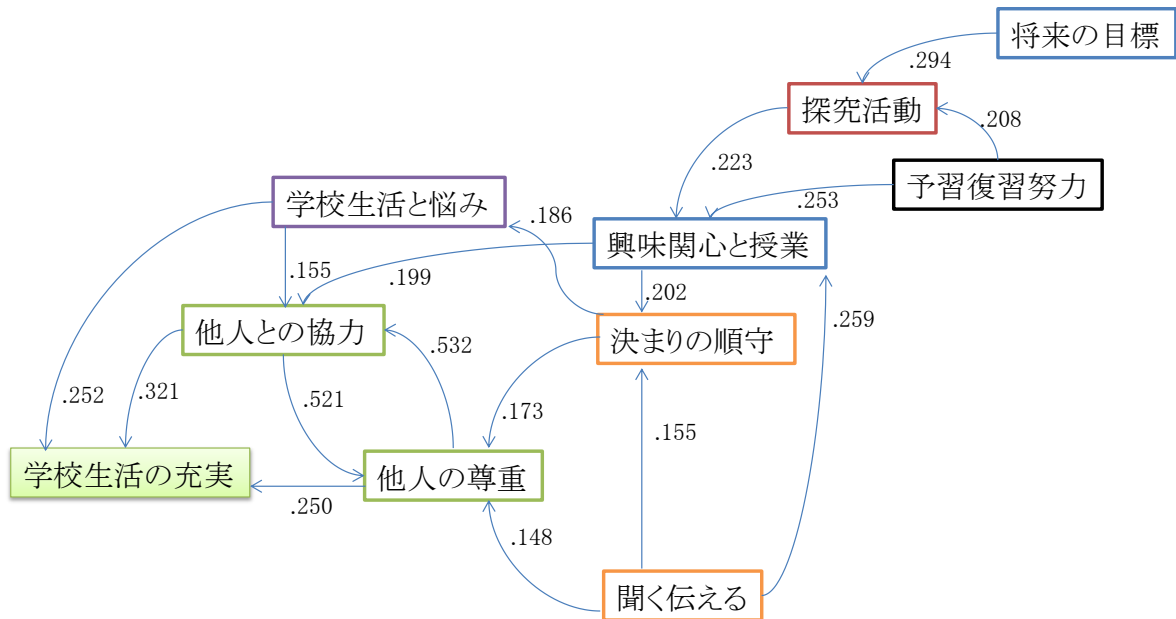 将来の目標
.294
探究活動
.208
.223
予習復習努力
.253
学校生活と悩み
.186
興味関心と授業
.155
.199
.202
.259
他人との協力
決まりの順守
.532
.252
.321
.521
.173
.155
学校生活の充実
他人の尊重
.250
.148
聞く伝える